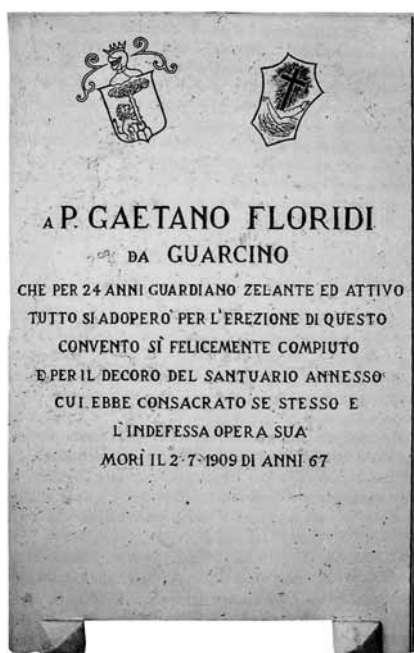 A P. GAETANO FLORIDI
DA GUARCINO
CHE PER 24 ANNI GUARDIANO ZELANTE ED ATTIVO
TUTTO SI ADOPERÒ PER L'EREZIONE DI QUESTO
CONVENTO SÌ FELICEMENTE COMPIUTO
E PER IL DECORO DEL SANTUARIO ANNESSO
CUI EBBE CONSACRATO SE STESSO E
L'INDEFESSA OPERA SUA
MORÌ IL 2·7·1909 DI ANNI 67